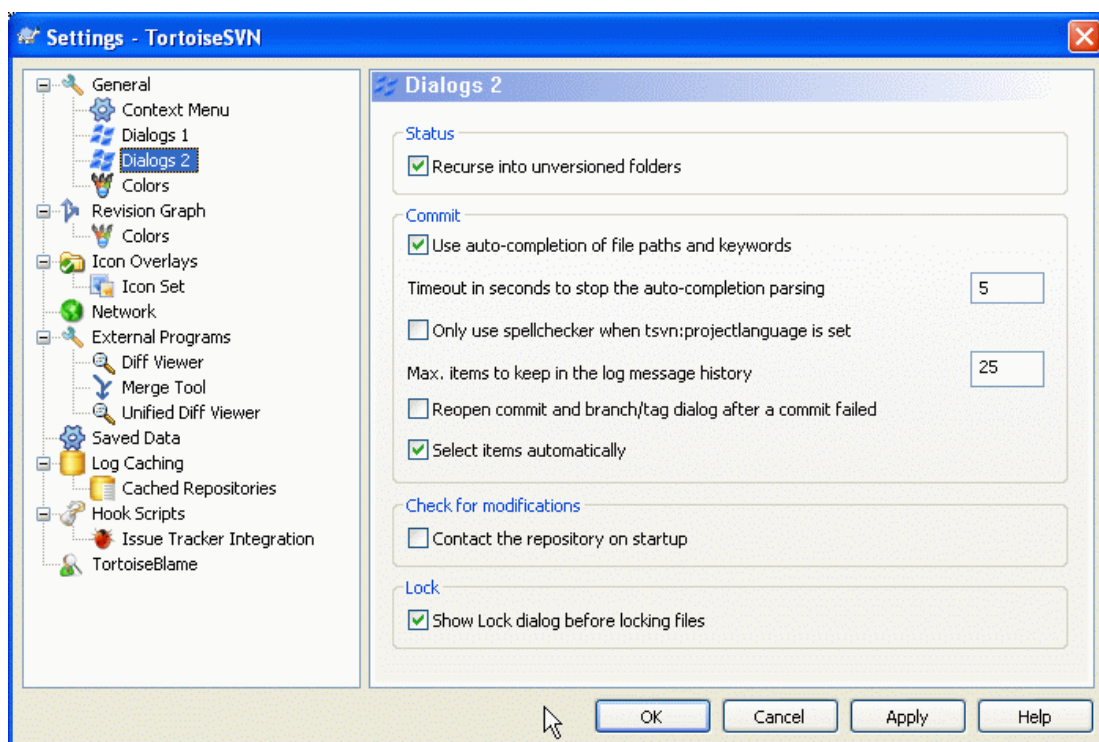 Settings - TortoiseSVN
General
Context Menu
Dialogs 1
Dialogs 2
Colors
Revision Graph
Colors
Icon Overlays
Icon Set
Network
External Programs
Diff Viewer
Merge Tool
Unified Diff Viewer
Saved Data
Log Caching
Cached Repositories
Hook Scripts
Issue Tracker Integration
TortoiseBlame
Dialogs 2
Status
Recurse into unversioned folders
Commit
Use auto-completion of file paths and keywords
Timeout in seconds to stop the auto-completion parsing 5
Only use spellchecker when tsvn:projectlanguage is set
Max. items to keep in the log message history 25
Reopen commit and branch/tag dialog after a commit failed
Select items automatically
Check for modifications
Contact the repository on startup
Lock
Show Lock dialog before locking files
OK Cancel Apply Help